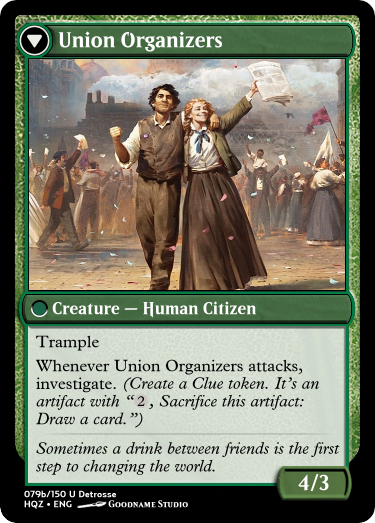 Union Organizers
Creature — Human Citizen
Trample
Whenever Union Organizers attacks,
investigate. (Create a Clue token. It's an
artifact with “2, Sacrifice this artifact:
Draw a card.”)
Sometimes a drink between friends is the first
step to changing the world.
4/3
079b/150 U Detrosse
HQZ • ENG Goodname Studio